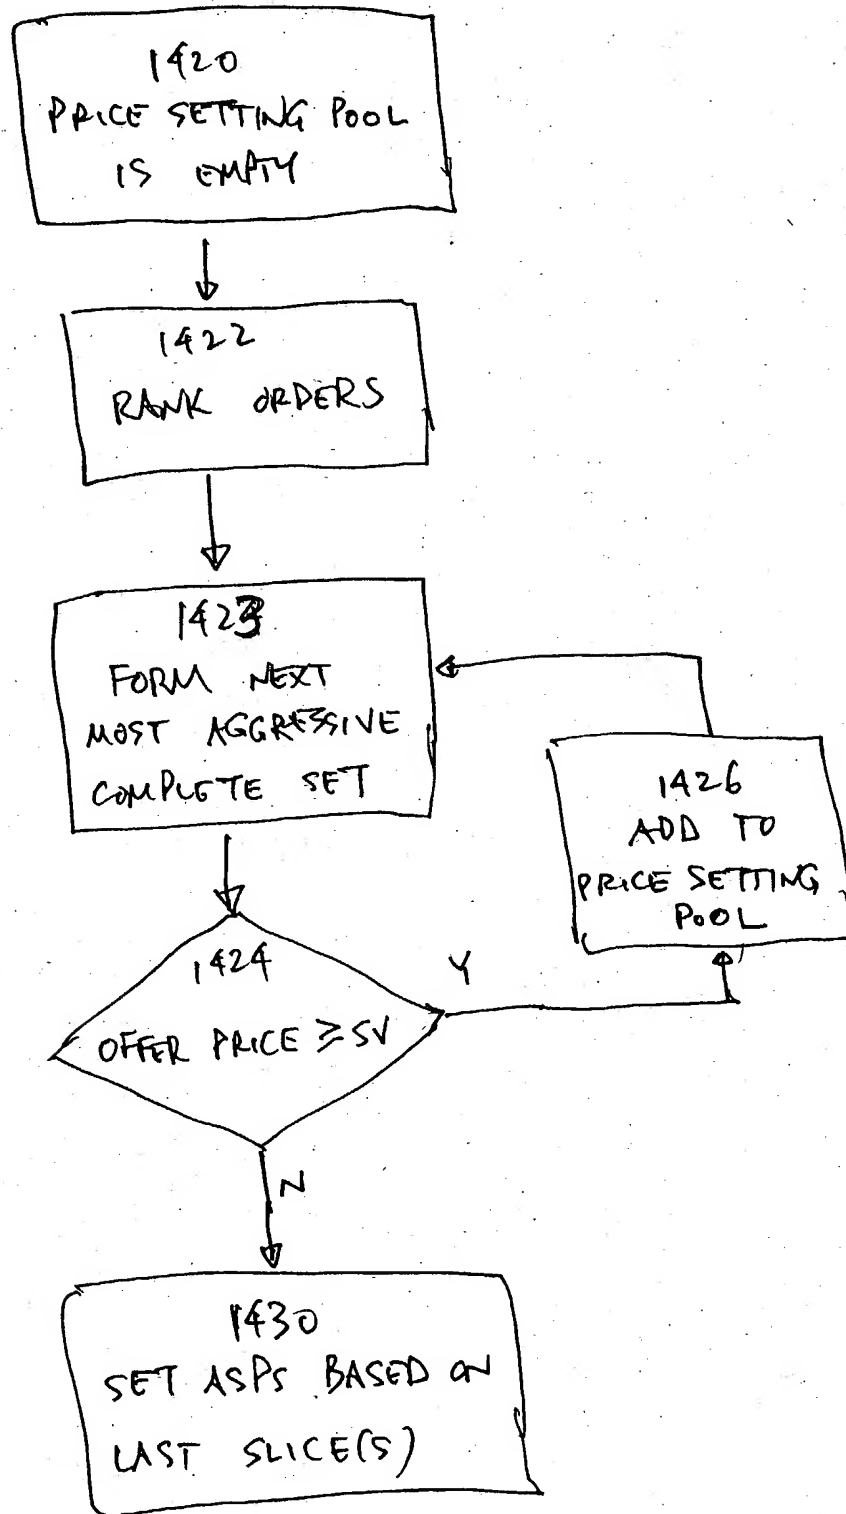 1420
PRICE SETTING POOL
IS EMPTY
1422
RANK ORDERS
1423
FORM NEXT
MOST AGGRESSIVE
COMPLETE SET
1426
ADD TO
PRICE SETTING
POOL
1424
Y
OFFER PRICE ≥ SV
N
1430
SET ASPS BASED ON
LAST SLICE(S)